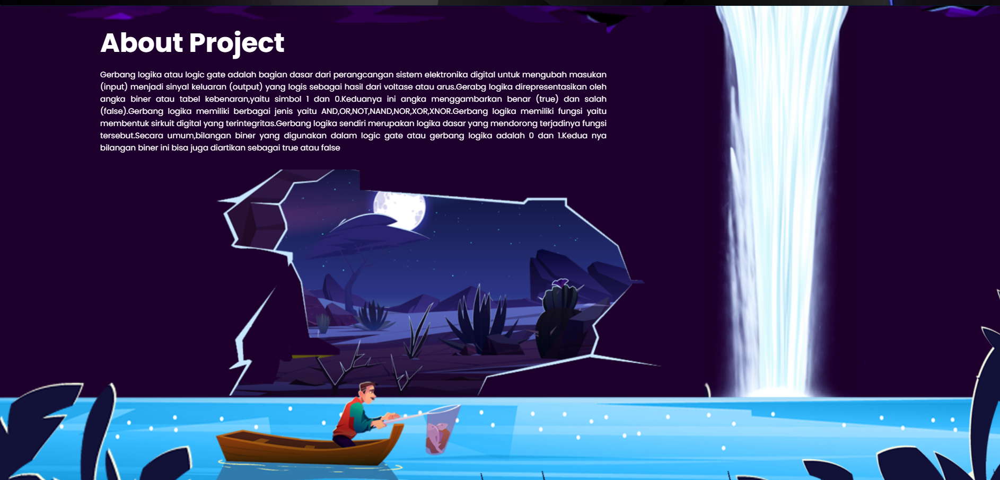 About Project
Gerbang logika atau logic gate adalah bagian dasar dari perangcangan sistem elektronika digital untuk mengubah masukan
(input) menjadi sinyal keluaran (output) yang logis sebagai hasil dari voltase atau arus.Gerabg logika direpresentasikan oleh
angka biner atau tabel kebenaran,yaitu simbol 1 dan 0.Keduanya ini angka menggambarkan benar (true) dan salah
(false).Gerbang logika memiliki berbagai jenis yaitu AND,OR,NOT,NAND,NOR,XOR,XNOR.Gerbang logika memiliki fungsi yaitu
membentuk sirkuit digital yang terintegritas.Gerbang logika sendiri merupakan logika dasar yang mendorong terjadinya fungsi
tersebut.Secara umum,bilangan biner yang digunakan dalam logic gate atau gerbang logika adalah 0 dan 1.Kedua nya
bilangan biner ini bisa juga diartikan sebagai true atau false